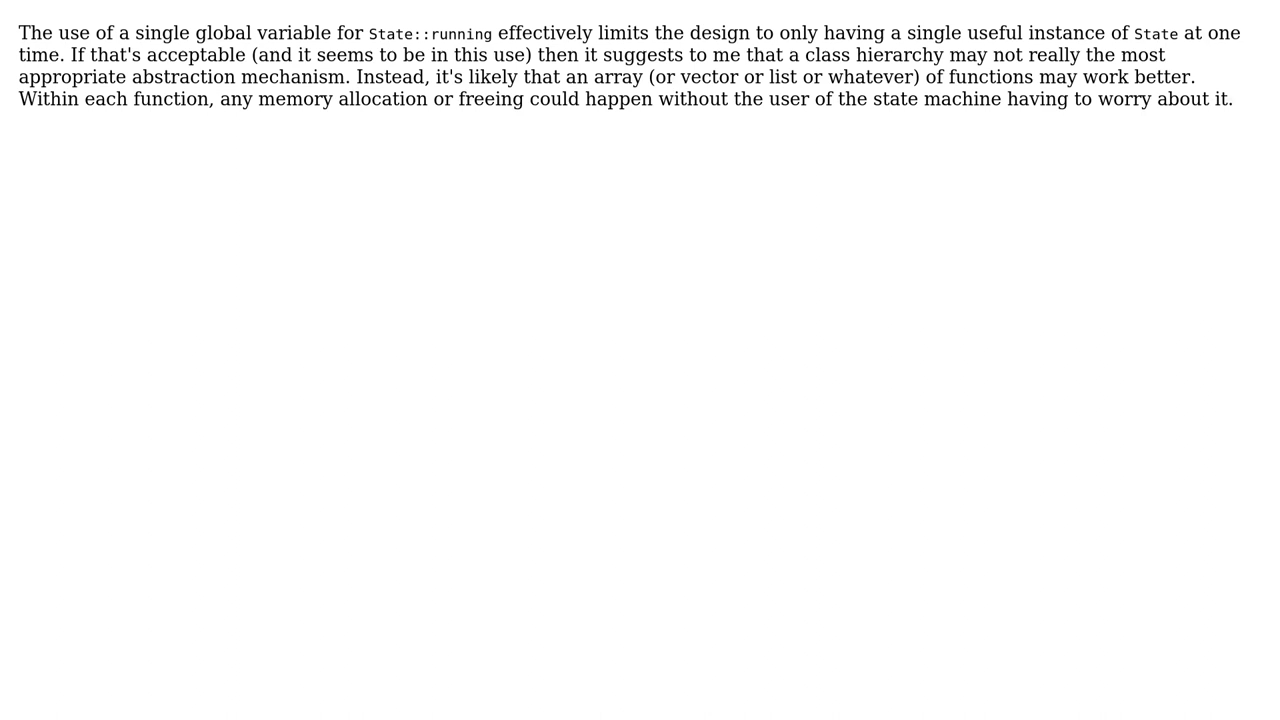 The use of a single global variable for State::running effectively limits the design to only having a single useful instance of State at one
time. If that's acceptable (and it seems to be in this use) then it suggests to me that a class hierarchy may not really the most
appropriate abstraction mechanism. Instead, it's likely that an array (or vector or list or whatever) of functions may work better.
Within each function, any memory allocation or freeing could happen without the user of the state machine having to worry about it.